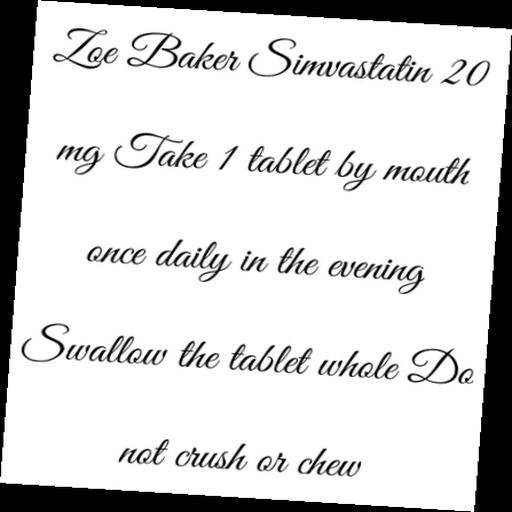 Zoe Baker Simvastatin 20
mg Take 1 tablet by mouth
once daily in the evening
Swallow the tablet whole Do
not crush or chew